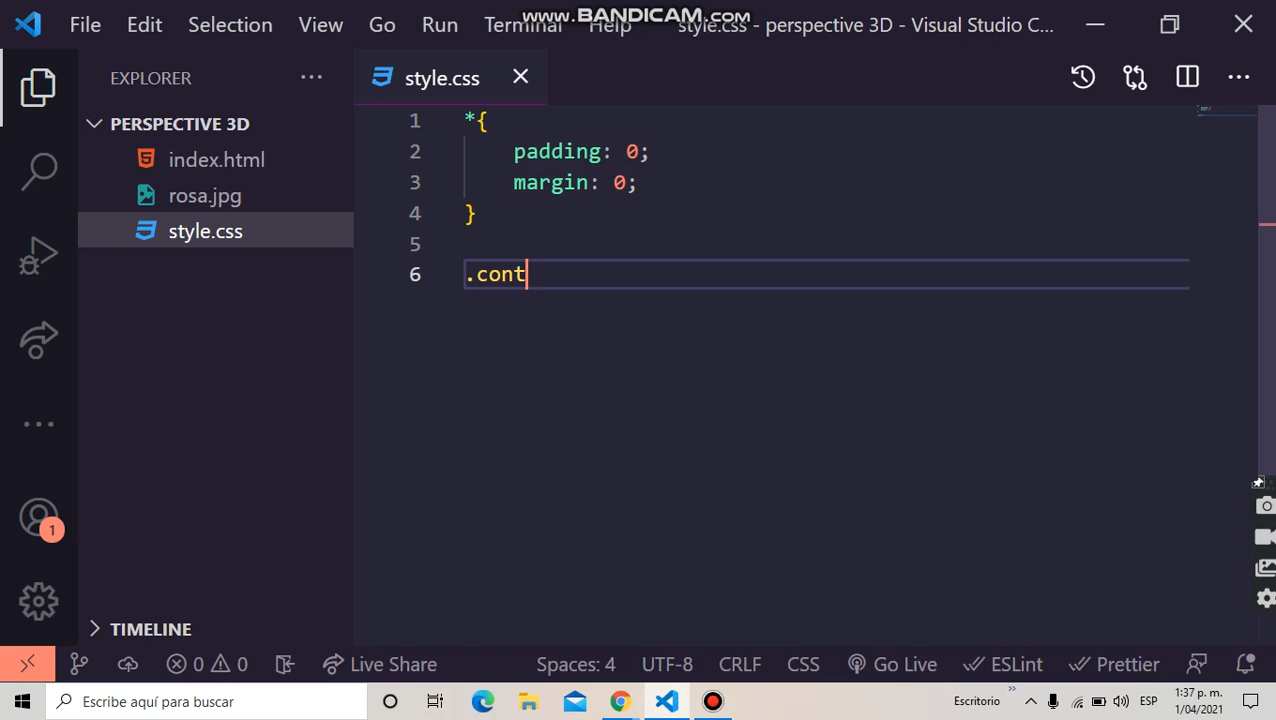 www.BANDICAM.com
File Edit Selection View Go Run Terminal Help style.css - perspective 3D - Visual Studio C...
EXPLORER
style.css
PERSPECTIVE 3D
index.html
rosa.jpg
style.css
1 *{
2 padding: 0;
3 margin: 0;
4 }
5
6 .cont
1
TIMELINE
0 0 Live Share Spaces: 4 UTF-8 CRLF CSS Go Live ESLint Prettier
Escribe aquí para buscar
Escritorio » ESP 1:37 p. m.
1/04/2021